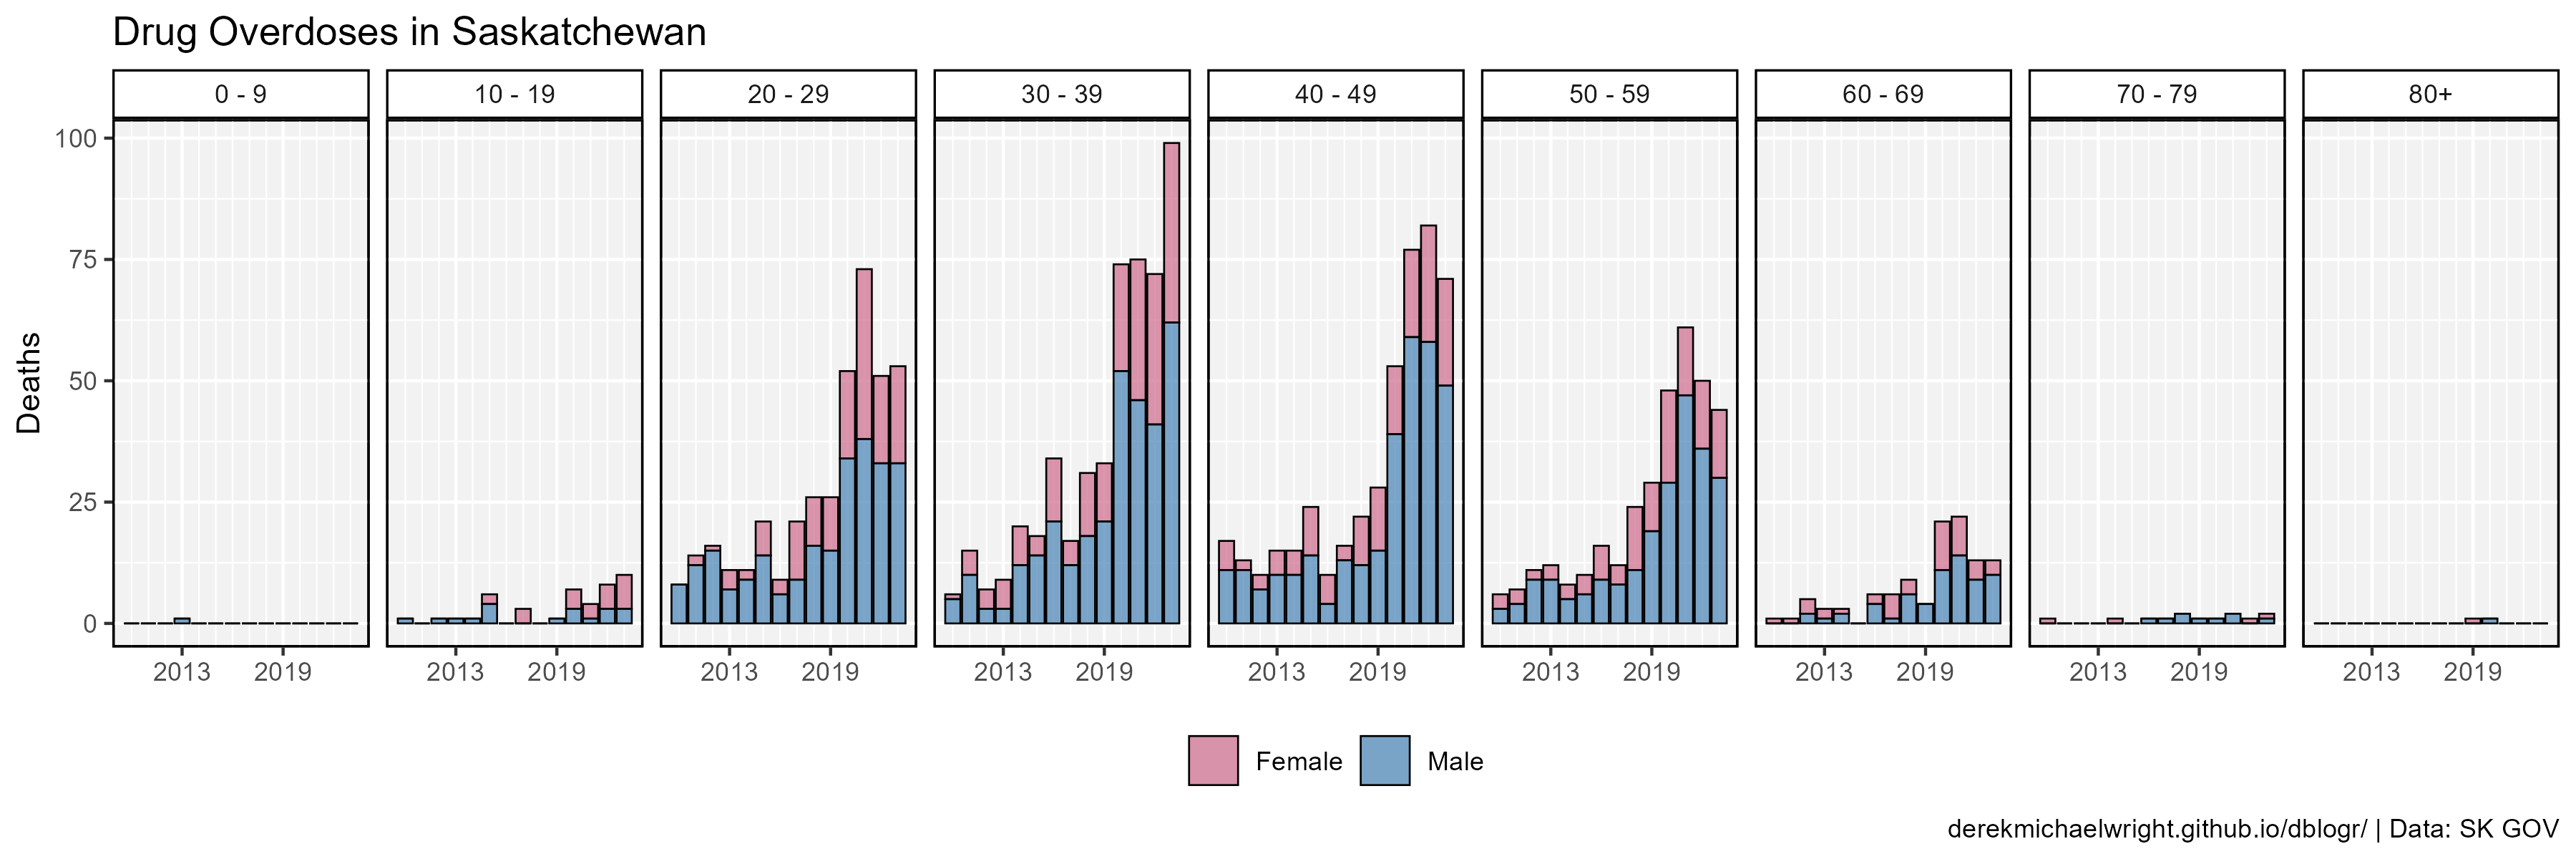 Drug Overdoses in Saskatchewan
0 - 9 10 - 19 20 - 29 30 - 39 40 - 49 50 - 59 60 - 69 70 - 79 80+
100
75
50
25
0
Deaths
2013 2019 2013 2019 2013 2019 2013 2019 2013 2019 2013 2019 2013 2019 2013 2019 2013 2019
Female Male
derekmichaelwright.github.io/dblogr/ | Data: SK GOV